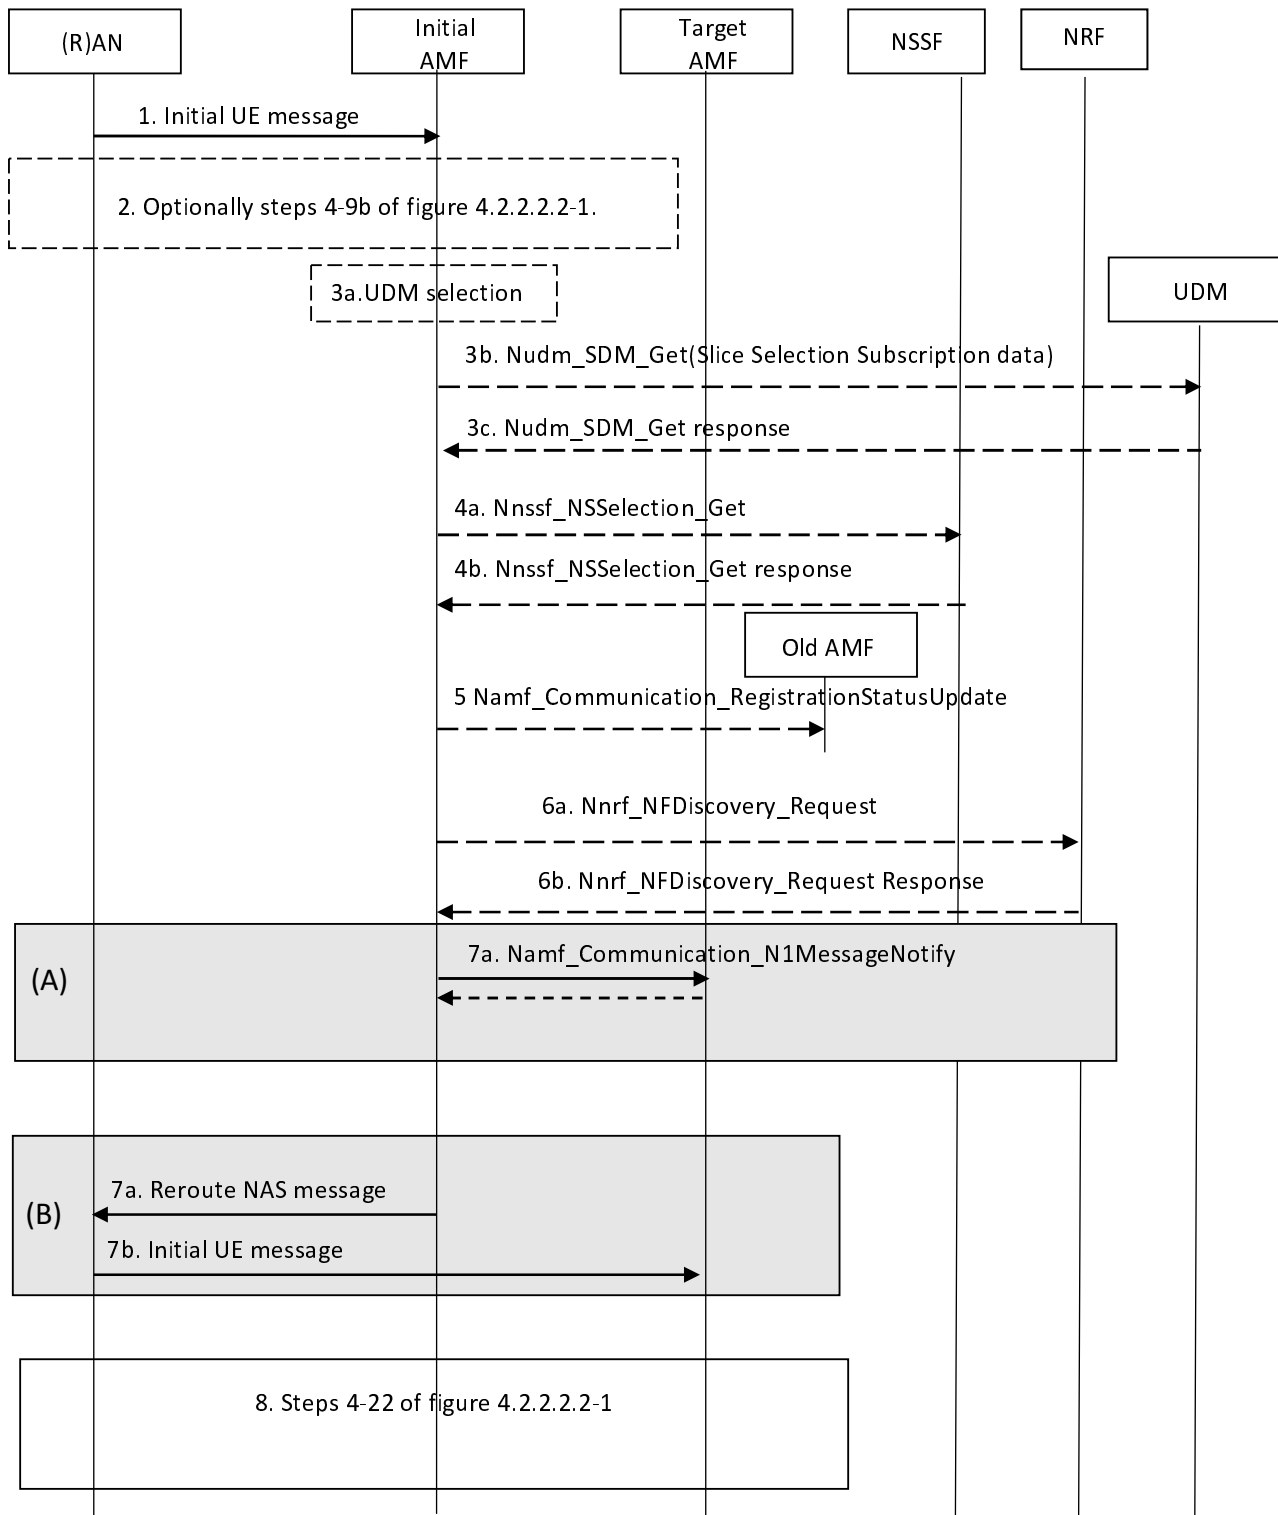 (R)AN
Initial
AMF
Target
AMF
NSSF
NRF
1. Initial UE message
2. Optionally steps 4-9b of figure 4.2.2.2.2-1.
3a.UDM selection
UDM
3b. Nudm_SDM_Get(Slice Selection Subscription data)
3c. Nudm_SDM_Get response
4a. Nnssf_NSSelection_Get
4b. Nnssf_NSSelection_Get response
Old AMF
5 Namf_Communication_RegistrationStatusUpdate
6a. Nnrf_NFDiscovery_Request
6b. Nnrf_NFDiscovery_Request Response
(A)
7a. Namf_Communication_N1MessageNotify
(B)
7a. Reroute NAS message
7b. Initial UE message
8. Steps 4-22 of figure 4.2.2.2.2-1